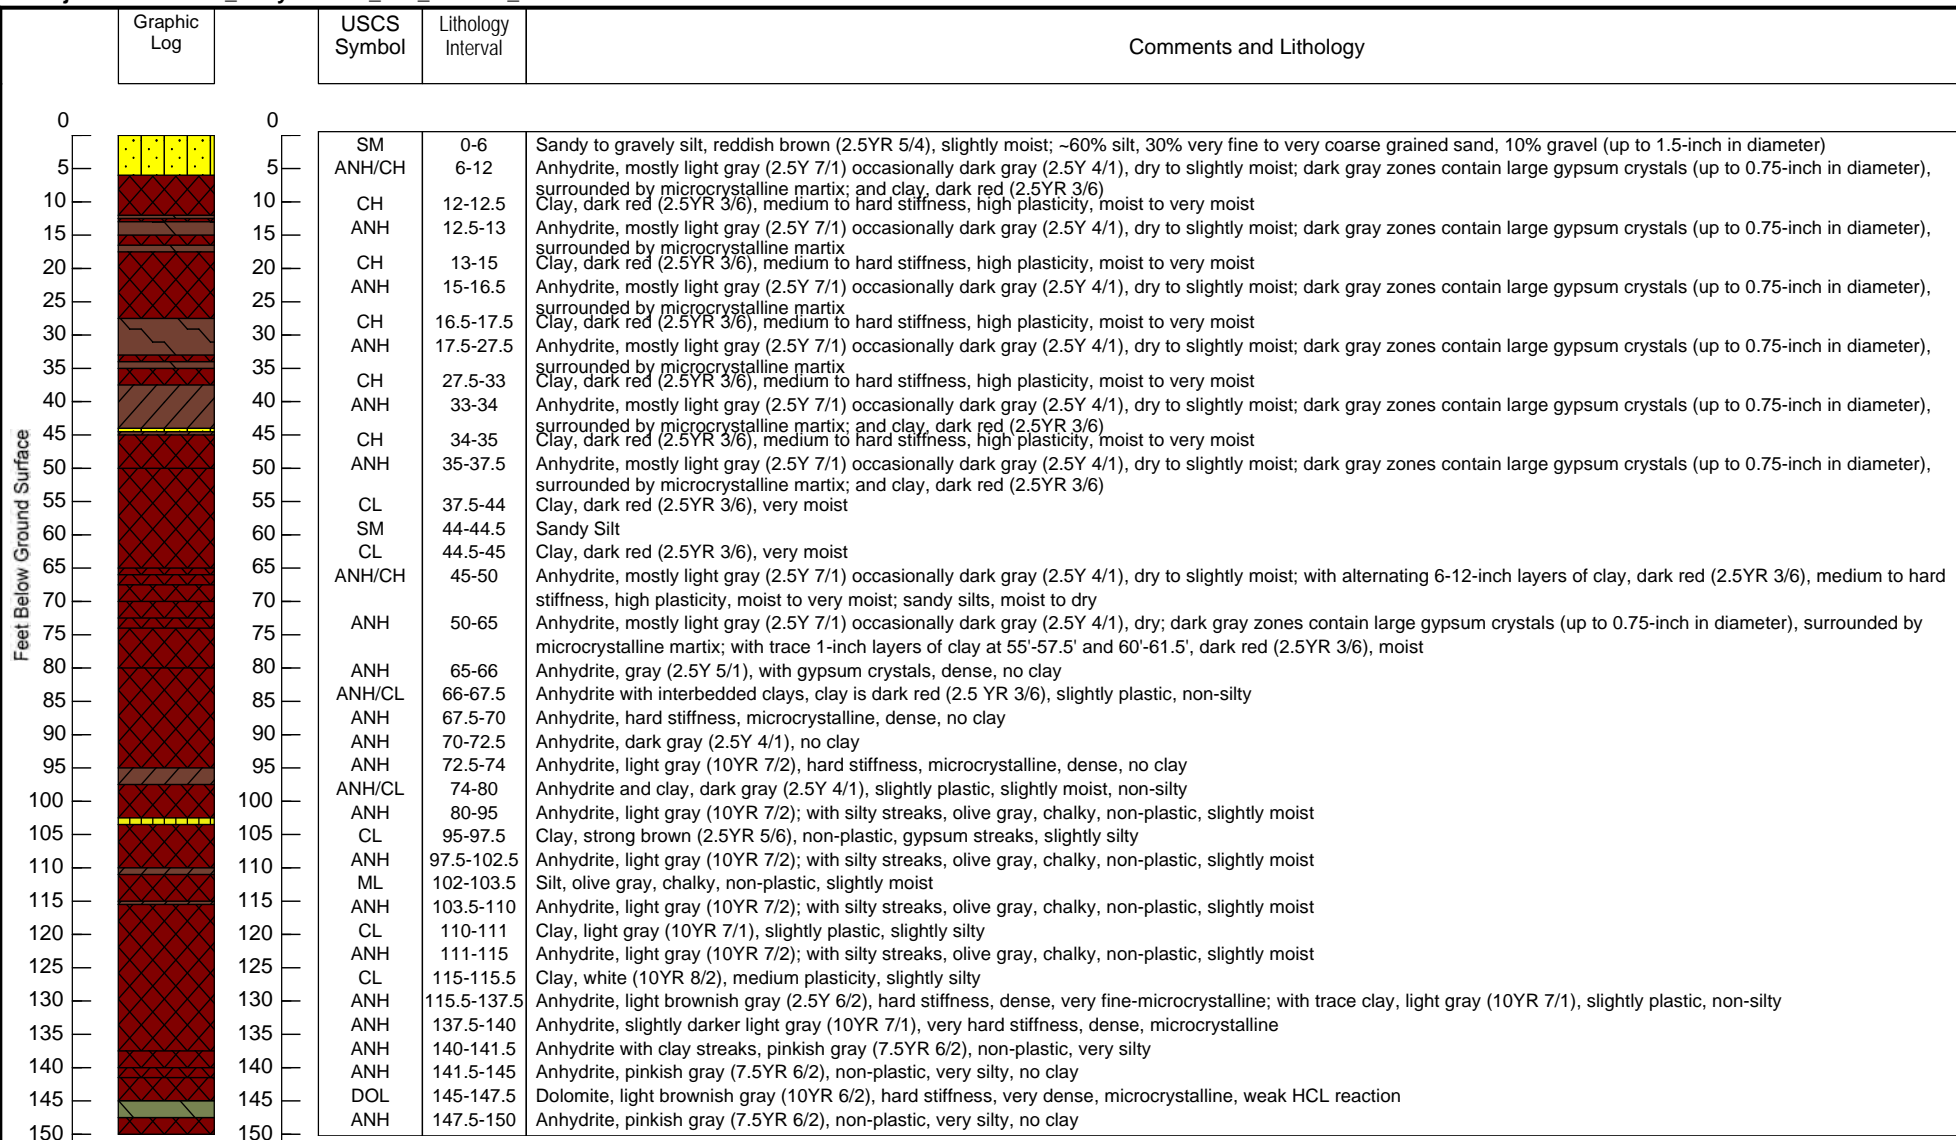 Graphic Log
USCS Symbol
Lithology Interval
Comments and Lithology
Feet Below Ground Surface
0 0
5 5
10 10
15 15
20 20
25 25
30 30
35 35
40 40
45 45
50 50
55 55
60 60
65 65
70 70
75 75
80 80
85 85
90 90
95 95
100 100
105 105
110 110
115 115
120 120
125 125
130 130
135 135
140 140
145 145
150 150
SM 0-6 Sandy to gravely silt, reddish brown (2.5YR 5/4), slightly moist; ~60% silt, 30% very fine to very coarse grained sand, 10% gravel (up to 1.5-inch in diameter)
ANH/CH 6-12 Anhydrite, mostly light gray (2.5Y 7/1) occasionally dark gray (2.5Y 4/1), dry to slightly moist; dark gray zones contain large gypsum crystals (up to 0.75-inch in diameter),
surrounded by microcrystalline martix; and clay, dark red (2.5YR 3/6)
CH 12-12.5 Clay, dark red (2.5YR 3/6), medium to hard stiffness, high plasticity, moist to very moist
ANH 12.5-13 Anhydrite, mostly light gray (2.5Y 7/1) occasionally dark gray (2.5Y 4/1), dry to slightly moist; dark gray zones contain large gypsum crystals (up to 0.75-inch in diameter),
surrounded by microcrystalline martix
CH 13-15 Clay, dark red (2.5YR 3/6), medium to hard stiffness, high plasticity, moist to very moist
ANH 15-16.5 Anhydrite, mostly light gray (2.5Y 7/1) occasionally dark gray (2.5Y 4/1), dry to slightly moist; dark gray zones contain large gypsum crystals (up to 0.75-inch in diameter),
surrounded by microcrystalline martix
CH 16.5-17.5 Clay, dark red (2.5YR 3/6), medium to hard stiffness, high plasticity, moist to very moist
ANH 17.5-27.5 Anhydrite, mostly light gray (2.5Y 7/1) occasionally dark gray (2.5Y 4/1), dry to slightly moist; dark gray zones contain large gypsum crystals (up to 0.75-inch in diameter),
surrounded by microcrystalline martix
CH 27.5-33 Clay, dark red (2.5YR 3/6), medium to hard stiffness, high plasticity, moist to very moist
ANH 33-34 Anhydrite, mostly light gray (2.5Y 7/1) occasionally dark gray (2.5Y 4/1), dry to slightly moist; dark gray zones contain large gypsum crystals (up to 0.75-inch in diameter),
surrounded by microcrystalline martix; and clay, dark red (2.5YR 3/6)
CH 34-35 Clay, dark red (2.5YR 3/6), medium to hard stiffness, high plasticity, moist to very moist
ANH 35-37.5 Anhydrite, mostly light gray (2.5Y 7/1) occasionally dark gray (2.5Y 4/1), dry to slightly moist; dark gray zones contain large gypsum crystals (up to 0.75-inch in diameter),
surrounded by microcrystalline martix; and clay, dark red (2.5YR 3/6)
CL 37.5-44 Clay, dark red (2.5YR 3/6), very moist
SM 44-44.5 Sandy Silt
CL 44.5-45 Clay, dark red (2.5YR 3/6), very moist
ANH/CH 45-50 Anhydrite, mostly light gray (2.5Y 7/1) occasionally dark gray (2.5Y 4/1), dry to slightly moist; with alternating 6-12-inch layers of clay, dark red (2.5YR 3/6), medium to hard
stiffness, high plasticity, moist to very moist; sandy silts, moist to dry
ANH 50-65 Anhydrite, mostly light gray (2.5Y 7/1) occasionally dark gray (2.5Y 4/1), dry; dark gray zones contain large gypsum crystals (up to 0.75-inch in diameter), surrounded by
microcrystalline martix; with trace 1-inch layers of clay at 55'-57.5' and 60'-61.5', dark red (2.5YR 3/6), moist
ANH 65-66 Anhydrite, gray (2.5Y 5/1), with gypsum crystals, dense, no clay
ANH/CL 66-67.5 Anhydrite with interbedded clays, clay is dark red (2.5 YR 3/6), slightly plastic, non-silty
ANH 67.5-70 Anhydrite, hard stiffness, microcrystalline, dense, no clay
ANH 70-72.5 Anhydrite, dark gray (2.5Y 4/1), no clay
ANH 72.5-74 Anhydrite, light gray (10YR 7/2), hard stiffness, microcrystalline, dense, no clay
ANH/CL 74-80 Anhydrite and clay, dark gray (2.5Y 4/1), slightly plastic, slightly moist, non-silty
ANH 80-95 Anhydrite, light gray (10YR 7/2); with silty streaks, olive gray, chalky, non-plastic, slightly moist
CL 95-97.5 Clay, strong brown (2.5YR 5/6), non-plastic, gypsum streaks, slightly silty
ANH 97.5-102.5 Anhydrite, light gray (10YR 7/2); with silty streaks, olive gray, chalky, non-plastic, slightly moist
ML 102-103.5 Silt, olive gray, chalky, non-plastic, slightly moist
ANH 103.5-110 Anhydrite, light gray (10YR 7/2); with silty streaks, olive gray, chalky, non-plastic, slightly moist
CL 110-111 Clay, light gray (10YR 7/1), slightly plastic, slightly silty
ANH 111-115 Anhydrite, light gray (10YR 7/2); with silty streaks, olive gray, chalky, non-plastic, slightly moist
CL 115-115.5 Clay, white (10YR 8/2), medium plasticity, slightly silty
ANH 115.5-137.5 Anhydrite, light brownish gray (2.5Y 6/2), hard stiffness, dense, very fine-microcrystalline; with trace clay, light gray (10YR 7/1), slightly plastic, non-silty
ANH 137.5-140 Anhydrite, slightly darker light gray (10YR 7/1), very hard stiffness, dense, microcrystalline
ANH 140-141.5 Anhydrite with clay streaks, pinkish gray (7.5YR 6/2), non-plastic, very silty
ANH 141.5-145 Anhydrite, pinkish gray (7.5YR 6/2), non-plastic, very silty, no clay
DOL 145-147.5 Dolomite, light brownish gray (10YR 6/2), hard stiffness, very dense, microcrystalline, weak HCL reaction
ANH 147.5-150 Anhydrite, pinkish gray (7.5YR 6/2), non-plastic, very silty, no clay